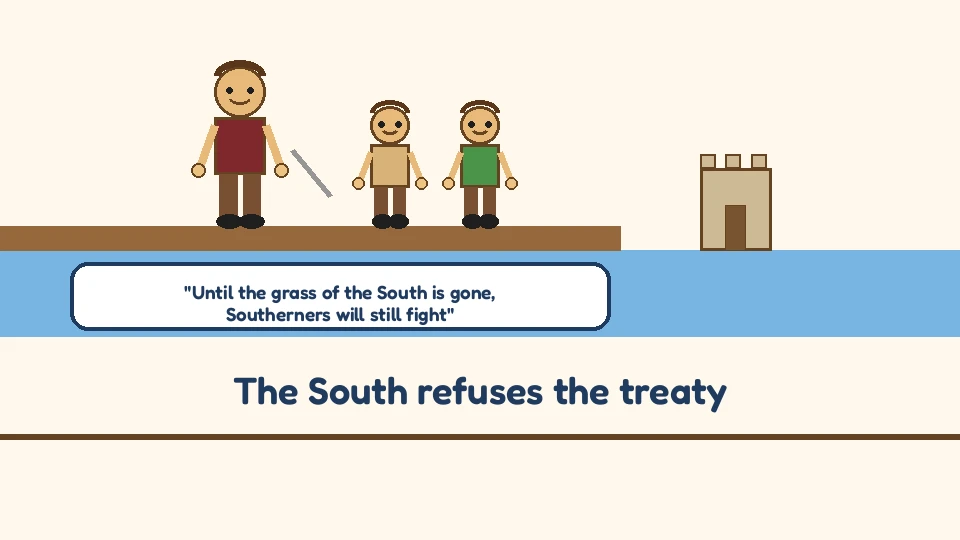 "Until the grass of the South is gone,
Southerners will still fight"
The South refuses the treaty